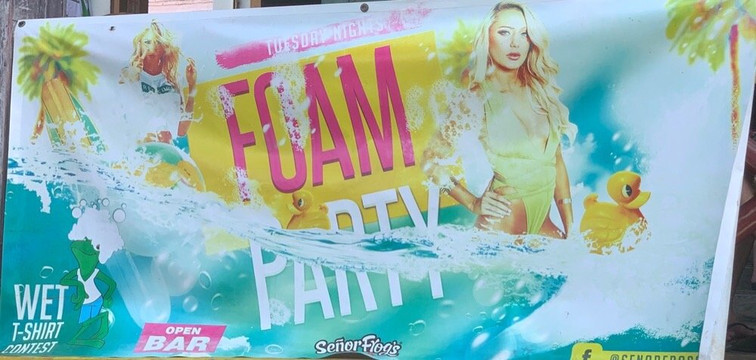 TUESDAY NIGHTS
FOAM
PARTY
WET
T-SHIRT
CONTEST
OPEN
BAR
Señor Frog's
f